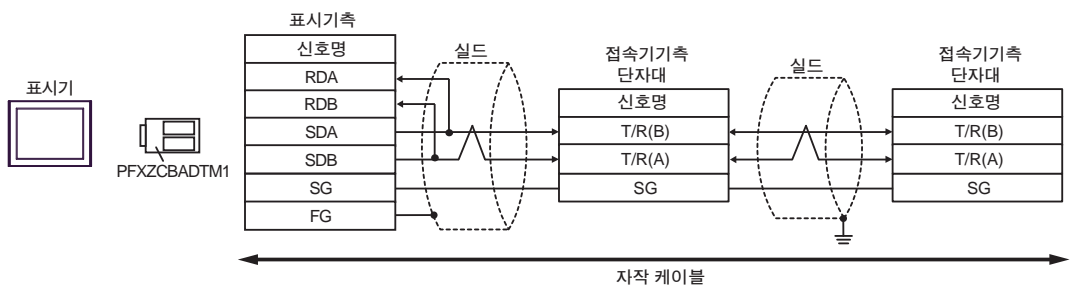 표시기
PFXZCBADTM1
표시기측
신호명
RDA
RDB
SDA
SDB
SG
FG
실드
접속기기측
단자대
신호명
T/R(B)
T/R(A)
SG
실드
접속기기측
단자대
신호명
T/R(B)
T/R(A)
SG
자작 케이블